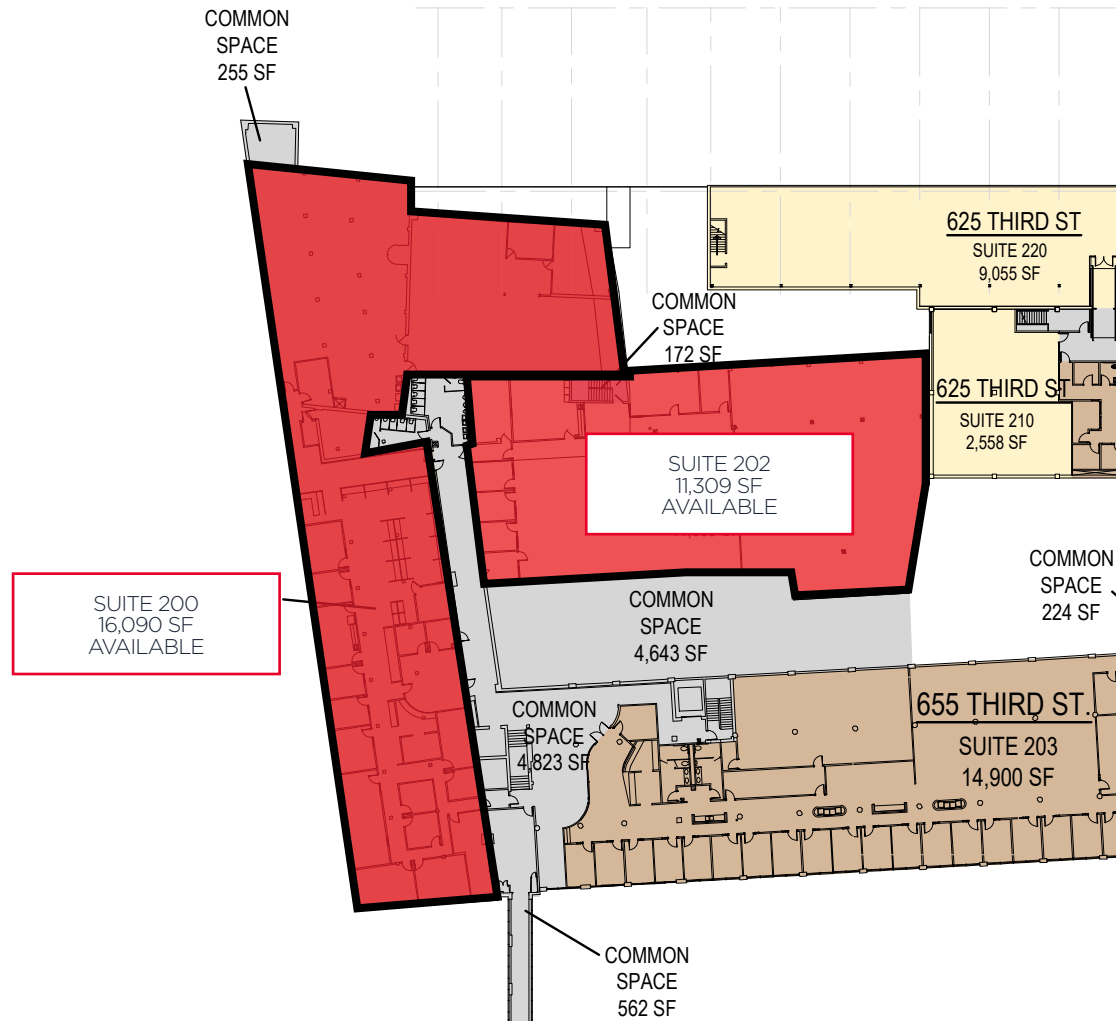 COMMON
SPACE
255 SF
625 THIRD ST
SUITE 220
9,055 SF
COMMON
SPACE
172 SF
625 THIRD ST
SUITE 210
2,558 SF
SUITE 202
11,309 SF
AVAILABLE
COMMON
SPACE
224 SF
SUITE 200
16,090 SF
AVAILABLE
COMMON
SPACE
4,643 SF
COMMON
SPACE
4,823 SF
655 THIRD ST.
SUITE 203
14,900 SF
COMMON
SPACE
562 SF